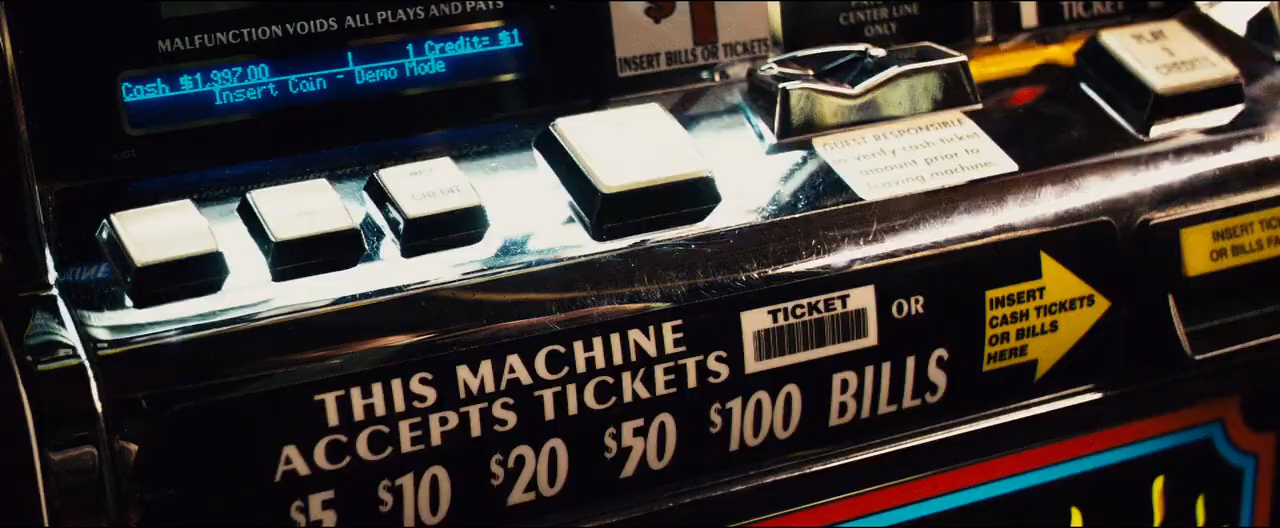 MALFUNCTION VOIDS ALL PLAYS AND PAYS
Cash $1,997.00 1 Credit= $1
Insert Coin - Demo Mode
INSERT BILLS OR TICKETS
CENTER LINE
ONLY
TICKET
PLAY
CREDITS
CREDIT
GUEST RESPONSIBLE
to verify cash ticket
amount prior to
leaving machine.
INSERT
OR BILLS
THIS MACHINE
ACCEPTS TICKETS
TICKET
OR
$5 $10 $20 $50 $100 BILLS
INSERT
CASH TICKETS
OR BILLS
HERE